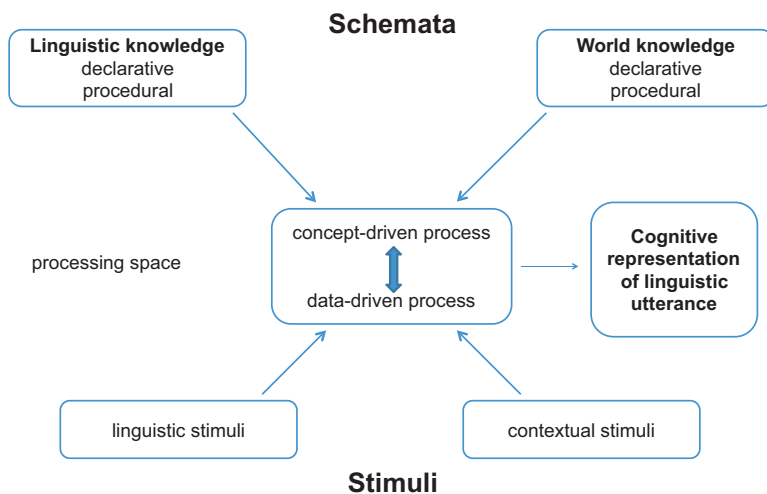 Schemata
Linguistic knowledge
declarative
procedural
World knowledge
declarative
procedural
processing space
concept-driven process
data-driven process
Cognitive
representation
of linguistic
utterance
linguistic stimuli
contextual stimuli
Stimuli